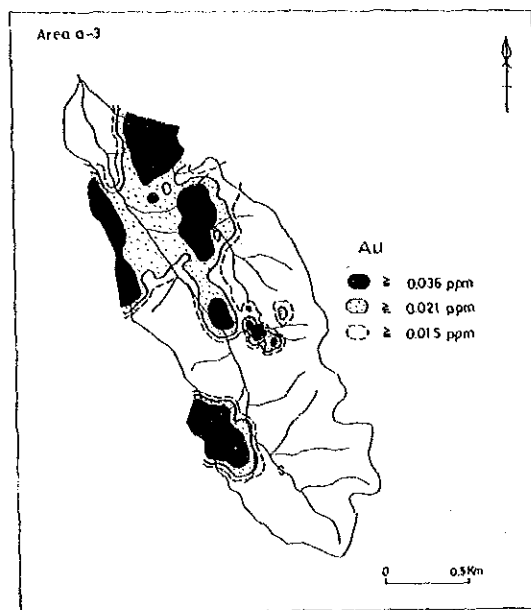 Area a-3
Au
≧ 0.036 ppm
≧ 0.021 ppm
≧ 0.015 ppm
0 0.5Km